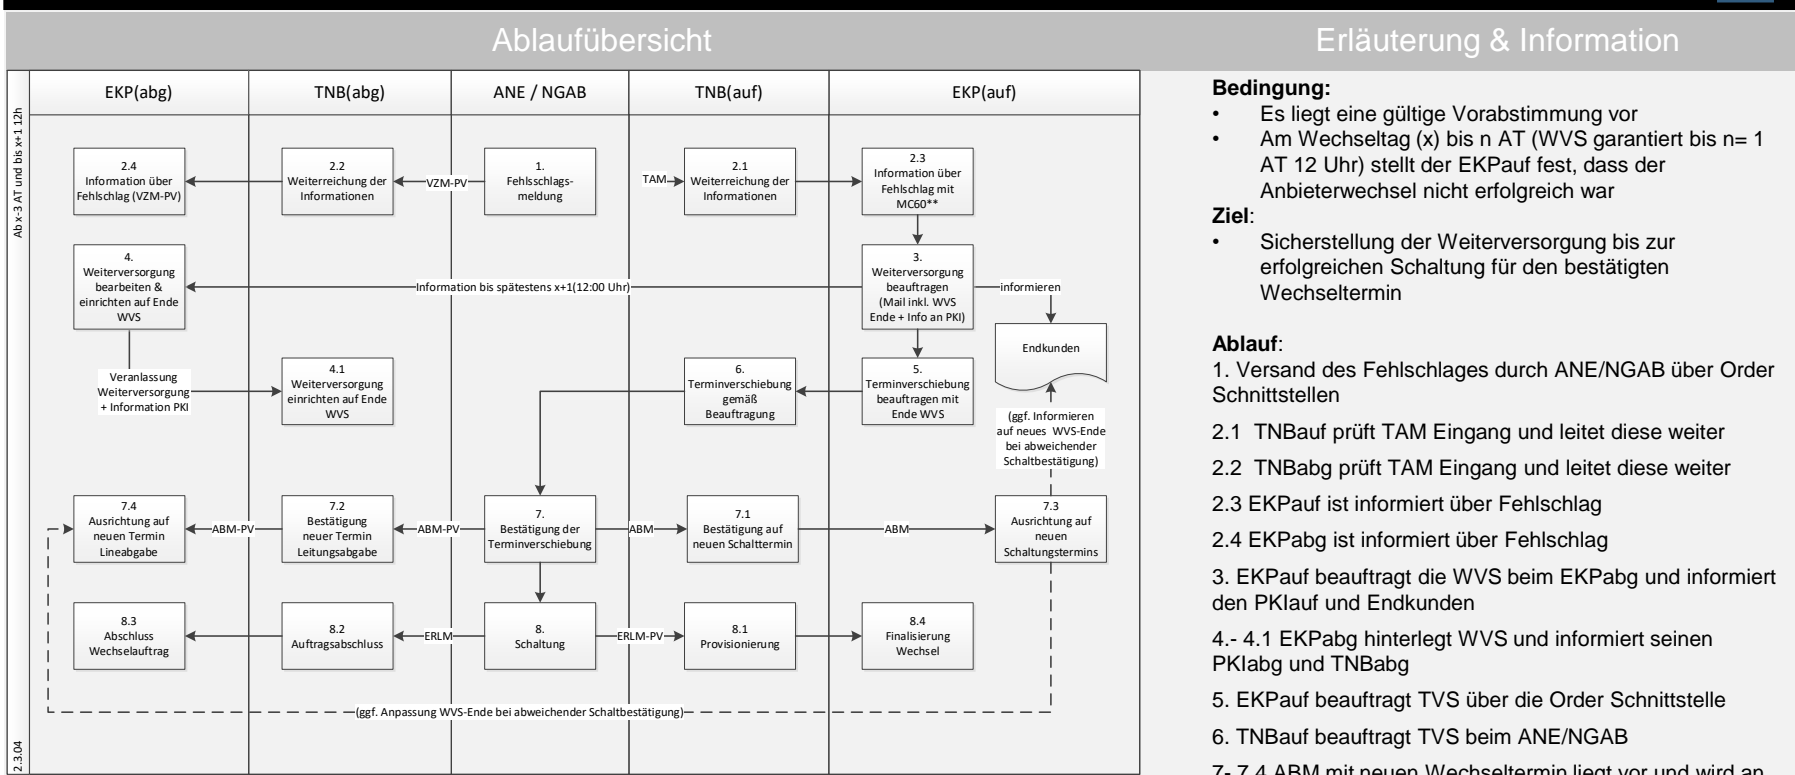 Ablaufübersicht
Erläuterung & Information
Ab x-3 AT und bis x+1 12h
2.3.04
EKP(abg)
TNB(abg)
ANE / NGAB
TNB(auf)
EKP(auf)
2.4
Information über
Fehlschlag (VZM-PV)
2.2
Weiterreichung der
Informationen
VZM-PV
1.
Fehlsschlags-
meldung
TAM
2.1
Weiterreichung der
Informationen
2.3
Information über
Fehlschlag mit
MC60**
4.
Weiterversorgung
bearbeiten &
einrichten auf Ende
WVS
Information bis spätestens x+1(12:00 Uhr)
3.
Weiterversorgung
beauftragen
(Mail inkl. WVS
Ende + Info an PKI)
informieren
Endkunden
Veranlassung
Weiterversorgung
+ Information PKI
4.1
Weiterversorgung
einrichten auf Ende
WVS
6.
Terminverschiebung
gemäß
Beauftragung
5.
Terminverschiebung
beauftragen mit
Ende WVS
(ggf. Informieren
auf neues WVS-Ende
bei abweichender
Schaltbestätigung)
7.4
Ausrichtung auf
neuen Termin
Lineabgabe
ABM-PV
7.2
Bestätigung
neuer Termin
Leitungsabgabe
ABM-PV
7.
Bestätigung der
Terminverschiebung
ABM
7.1
Bestätigung auf
neuen Schalttermin
ABM
7.3
Ausrichtung auf
neuen
Schaltungstermins
8.3
Abschluss
Wechselauftrag
8.2
Auftragsabschluss
ERLM
8.
Schaltung
ERLM-PV
8.1
Provisionierung
8.4
Finalisierung
Wechsel
(ggf. Anpassung WVS-Ende bei abweichender Schaltbestätigung)
Bedingung:
• Es liegt eine gültige Vorabstimmung vor
• Am Wechseltag (x) bis n AT (WVS garantiert bis n= 1
AT 12 Uhr) stellt der EKPauf fest, dass der
Anbieterwechsel nicht erfolgreich war
Ziel:
• Sicherstellung der Weiterversorgung bis zur
erfolgreichen Schaltung für den bestätigten
Wechseltermin
Ablauf:
1. Versand des Fehlschlages durch ANE/NGAB über Order
Schnittstellen
2.1 TNBauf prüft TAM Eingang und leitet diese weiter
2.2 TNBabg prüft TAM Eingang und leitet diese weiter
2.3 EKPauf ist informiert über Fehlschlag
2.4 EKPabg ist informiert über Fehlschlag
3. EKPauf beauftragt die WVS beim EKPabg und informiert
den PKIauf und Endkunden
4.- 4.1 EKPabg hinterlegt WVS und informiert seinen
PKIabg und TNBabg
5. EKPauf beauftragt TVS über die Order Schnittstelle
6. TNBauf beauftragt TVS beim ANE/NGAB
7- 7.4 ABM mit neuen Wechseltermin liegt vor und wird an